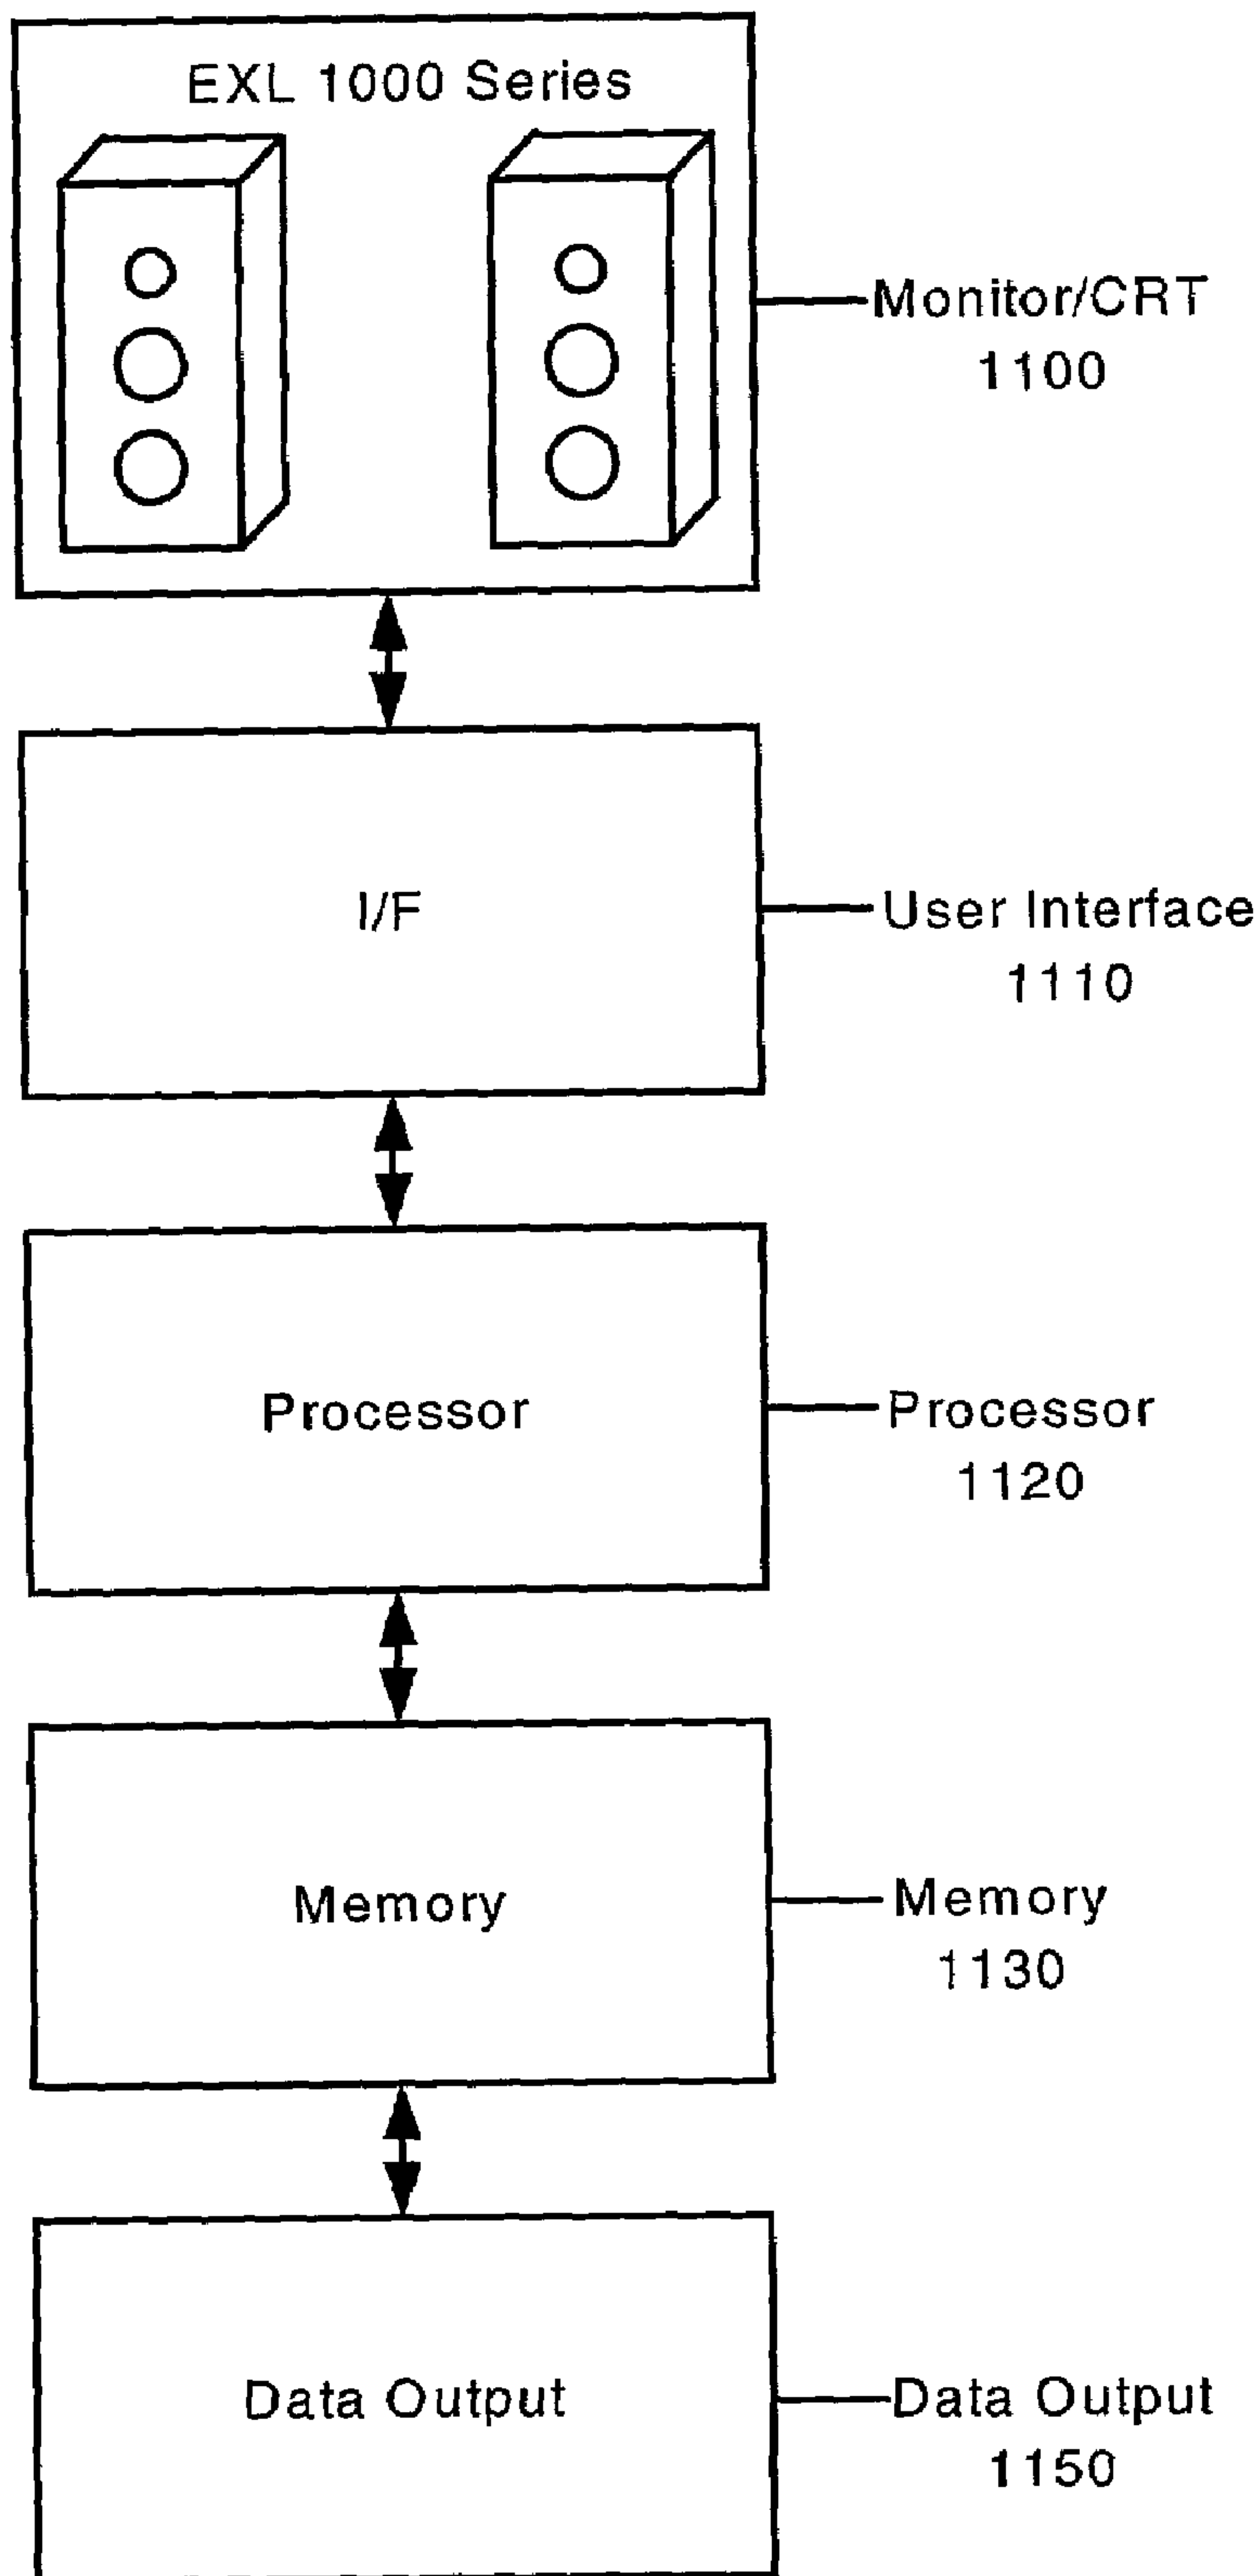 EXL 1000 Series
Monitor/CRT
1100
I/F
User Interface
1110
Processor
Processor
1120
Memory
Memory
1130
Data Output
Data Output
1150